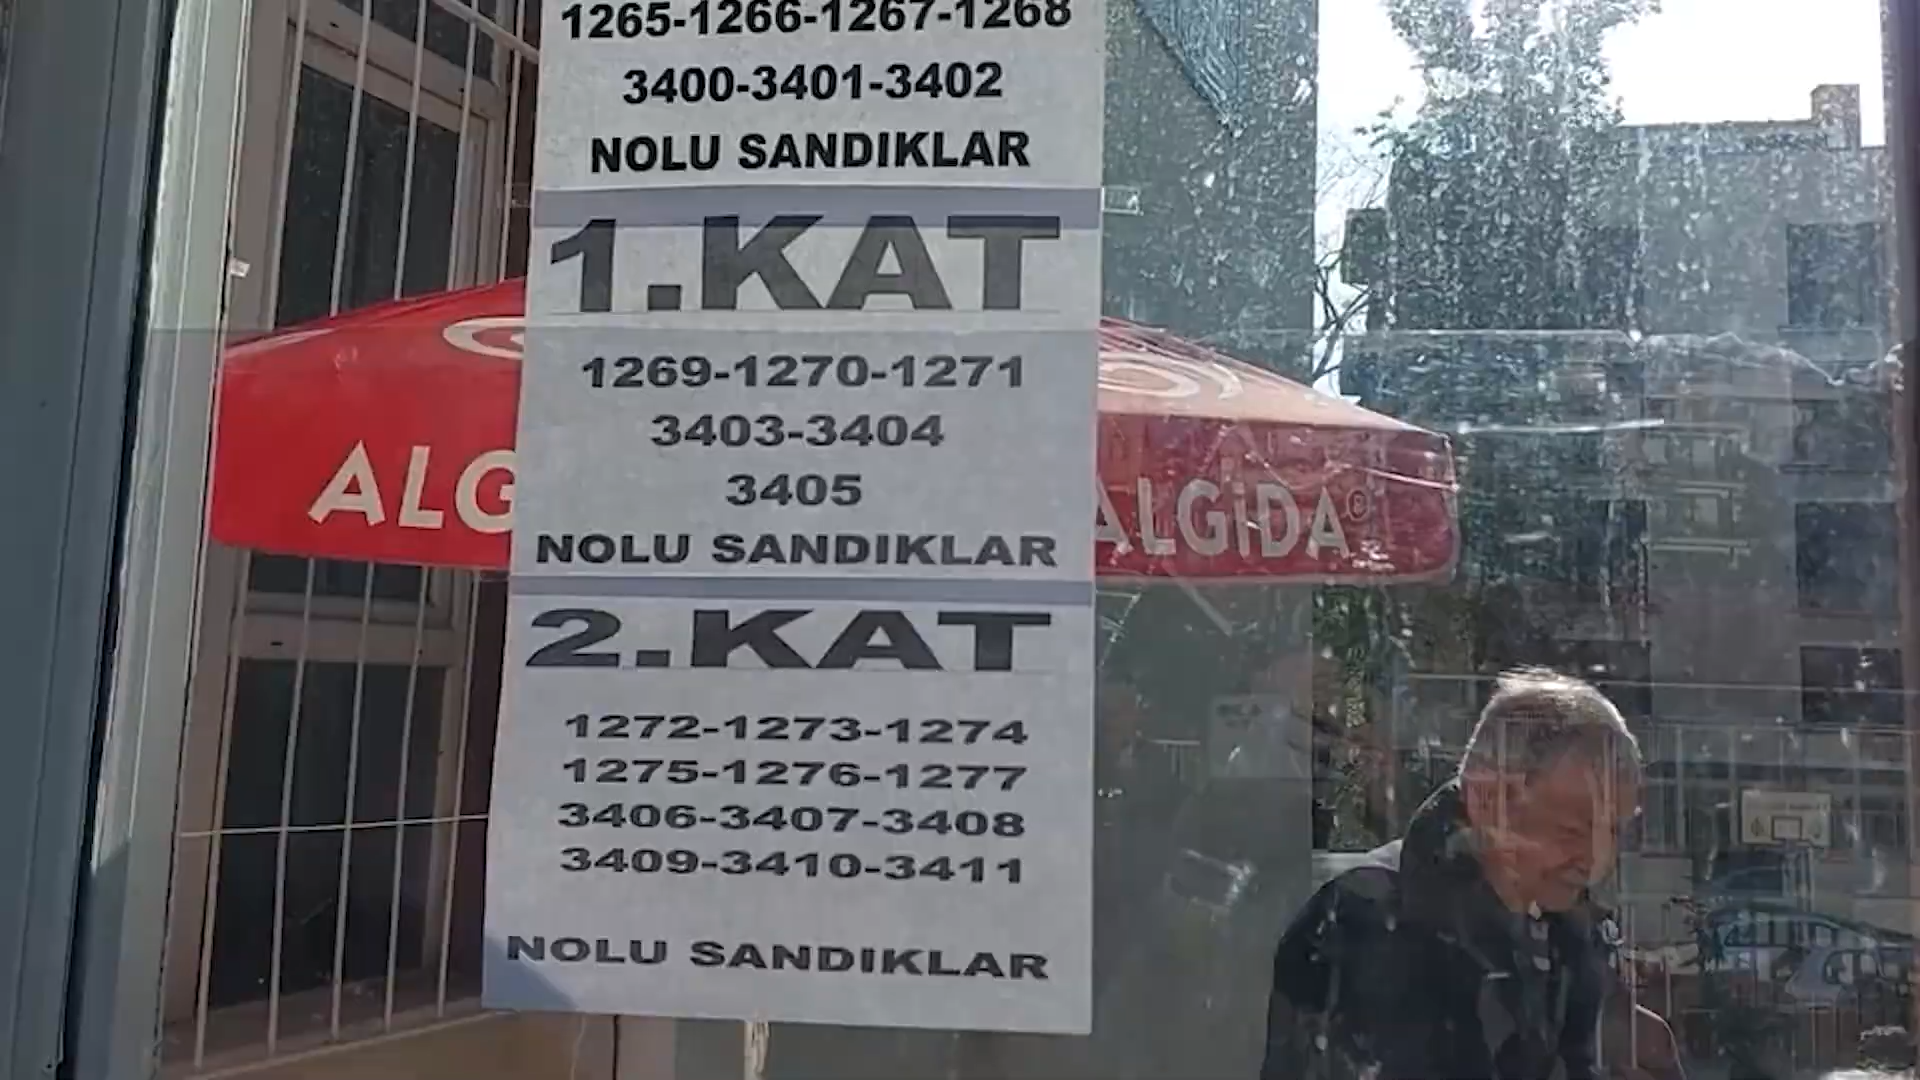 1265-1266-1267-1268
3400-3401-3402
NOLU SANDIKLAR
1.KAT
1269-1270-1271
3403-3404
3405
NOLU SANDIKLAR
2.KAT
1272-1273-1274
1275-1276-1277
3406-3407-3408
3409-3410-3411
NOLU SANDIKLAR
ALG
ALGiDA®